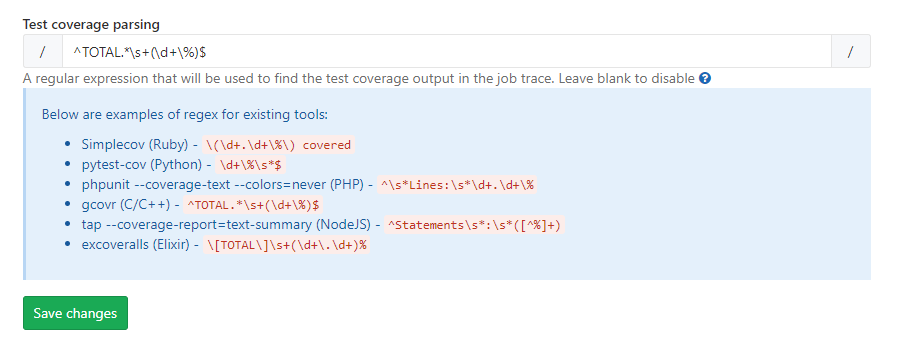 Test coverage parsing
/ ^TOTAL.*\s+(\d+\%)$ /
A regular expression that will be used to find the test coverage output in the job trace. Leave blank to disable ?
Below are examples of regex for existing tools:
• Simplecov (Ruby) - \(\d+.\d+\%\) covered
• pytest-cov (Python) - \d+\%\s*$
• phpunit --coverage-text --colors=never (PHP) - ^\s*Lines:\s*\d+.\d+\%
• gcovr (C/C++) - ^TOTAL.*\s+(\d+\%)$
• tap --coverage-report=text-summary (NodeJS) - ^Statements\s*:\s*([^%]+)
• excoveralls (Elixir) - \[TOTAL\]\s+(\d+\.\d+)%
Save changes